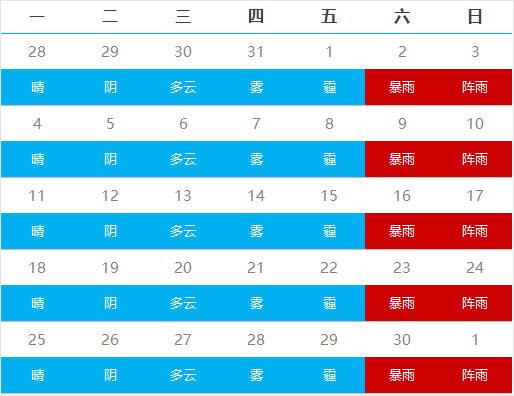 一 二 三 四 五 六 日
28 29 30 31 1 2 3
晴 阴 多云 雾 霾 暴雨 阵雨
4 5 6 7 8 9 10
晴 阴 多云 雾 霾 暴雨 阵雨
11 12 13 14 15 16 17
晴 阴 多云 雾 霾 暴雨 阵雨
18 19 20 21 22 23 24
晴 阴 多云 雾 霾 暴雨 阵雨
25 26 27 28 29 30 1
晴 阴 多云 雾 霾 暴雨 阵雨